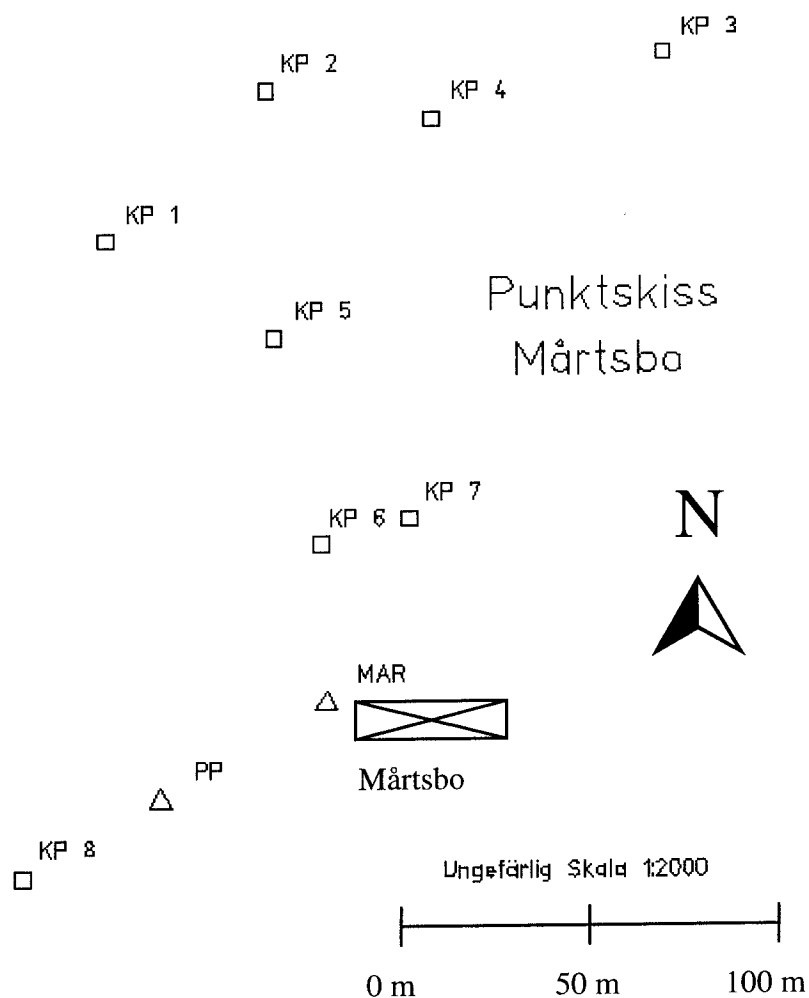 KP 3
KP 2
KP 4
KP 1
Punktskiss
Mårtsbo
KP 5
KP 7
N
KP 6
MAR
Mårtsbo
PP
KP 8
Ungefärlig Skala 1:2000
0 m 50 m 100 m